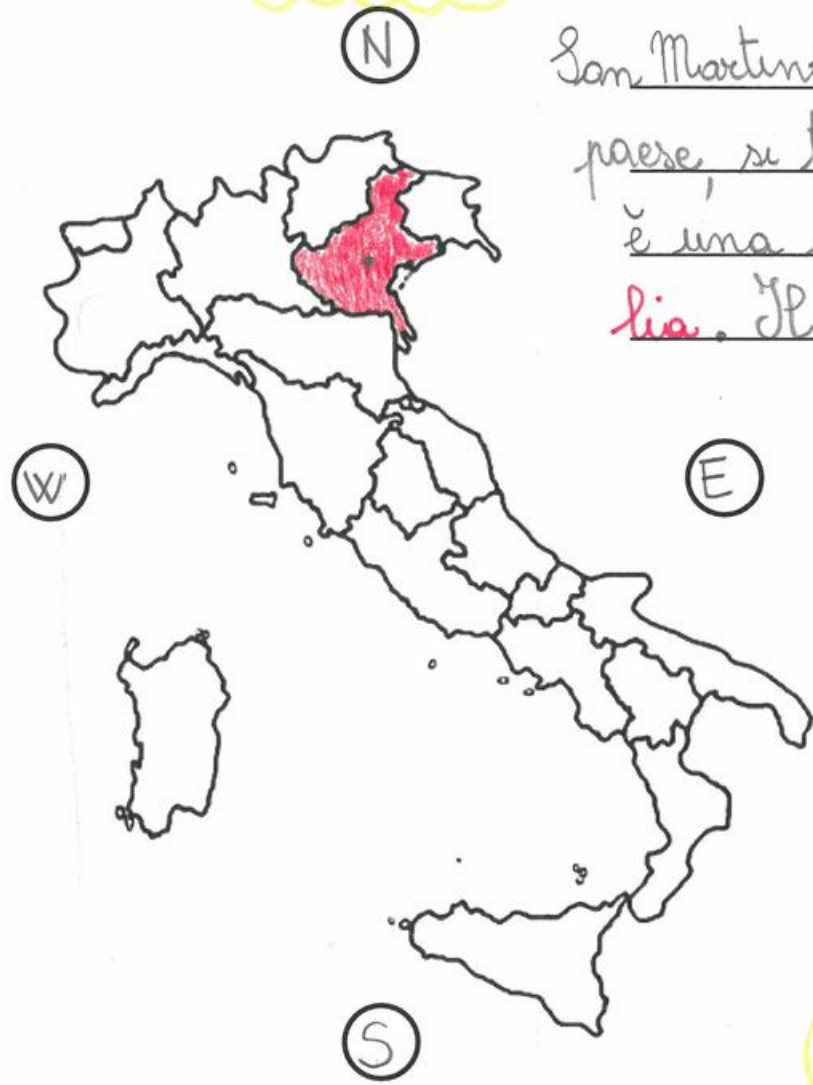 N
San Martin
paese, si
è una
lia. Il
W
E
S